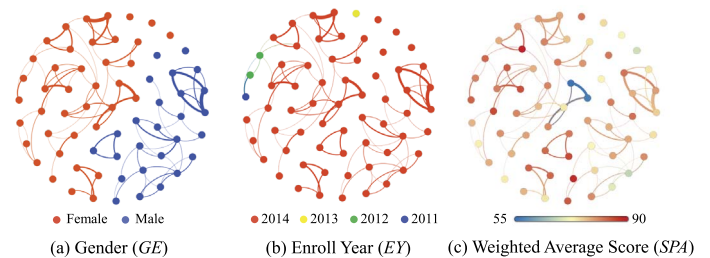 Female Male
2014 2013 2012 2011
55 90
(a) Gender (GE)
(b) Enroll Year (EY)
(c) Weighted Average Score (SPA)